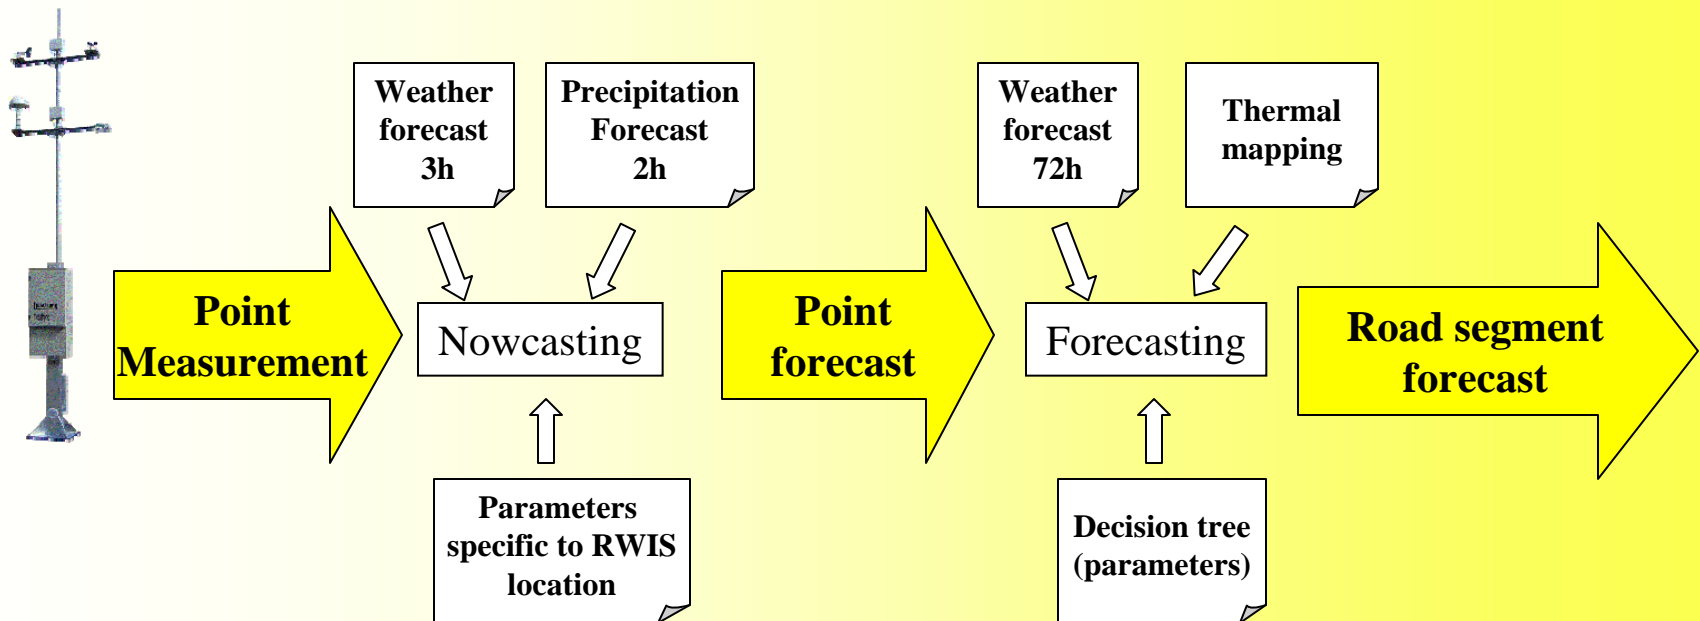 Weather
forecast
3h
Precipitation
Forecast
2h
Weather
forecast
72h
Thermal
mapping
Point
Measurement
Nowcasting
Point
forecast
Forecasting
Road segment
forecast
Parameters
specific to RWIS
location
Decision tree
(parameters)